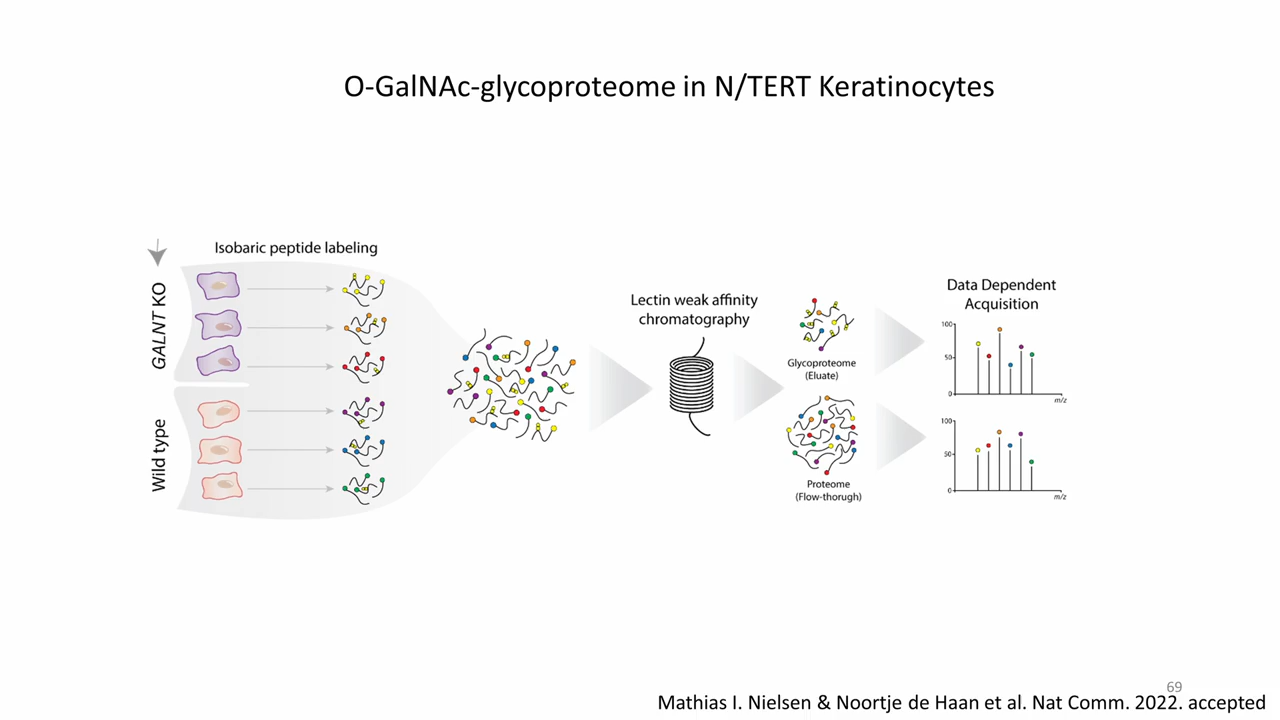 O-GalNAc-glycoproteome in N/TERT Keratinocytes
Isobaric peptide labeling
GALNT KO
Wild type
Lectin weak affinity
chromatography
Glycoproteome
(Eluate)
Proteome
(Flow-thorugh)
Data Dependent
Acquisition
100
50
0
m/z
100
50
0
m/z
69
Mathias I. Nielsen & Noortje de Haan et al. Nat Comm. 2022. accepted